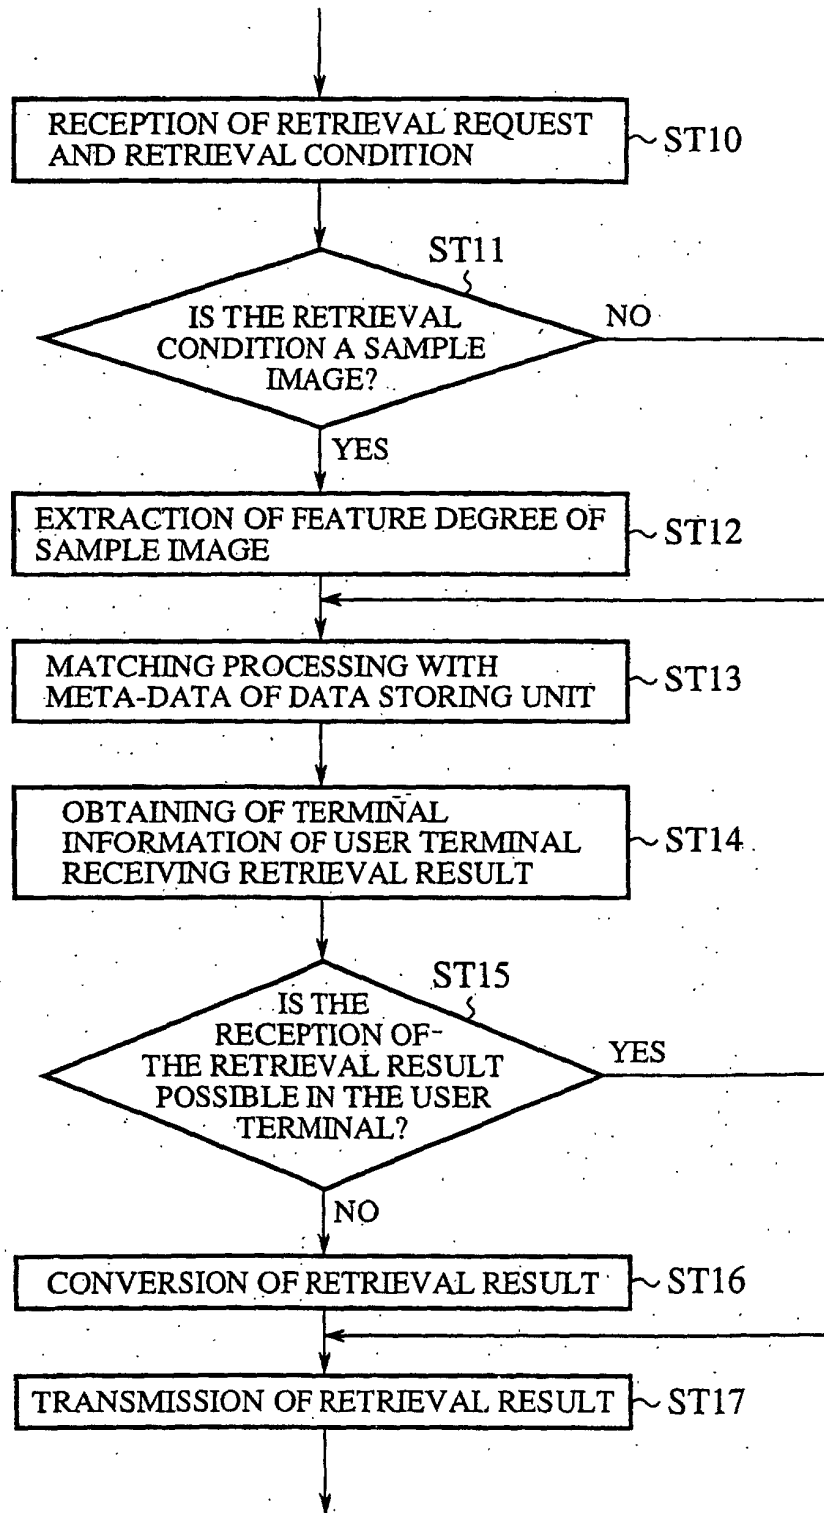 RECEPTION OF RETRIEVAL REQUEST
AND RETRIEVAL CONDITION
ST10
ST11
IS THE RETRIEVAL
CONDITION A SAMPLE
IMAGE?
NO
YES
EXTRACTION OF FEATURE DEGREE OF
SAMPLE IMAGE
ST12
MATCHING PROCESSING WITH
META-DATA OF DATA STORING UNIT
ST13
OBTAINING OF TERMINAL
INFORMATION OF USER TERMINAL
RECEIVING RETRIEVAL RESULT
ST14
ST15
IS THE
RECEPTION OF
THE RETRIEVAL RESULT
POSSIBLE IN THE USER
TERMINAL?
YES
NO
CONVERSION OF RETRIEVAL RESULT
ST16
TRANSMISSION OF RETRIEVAL RESULT
ST17